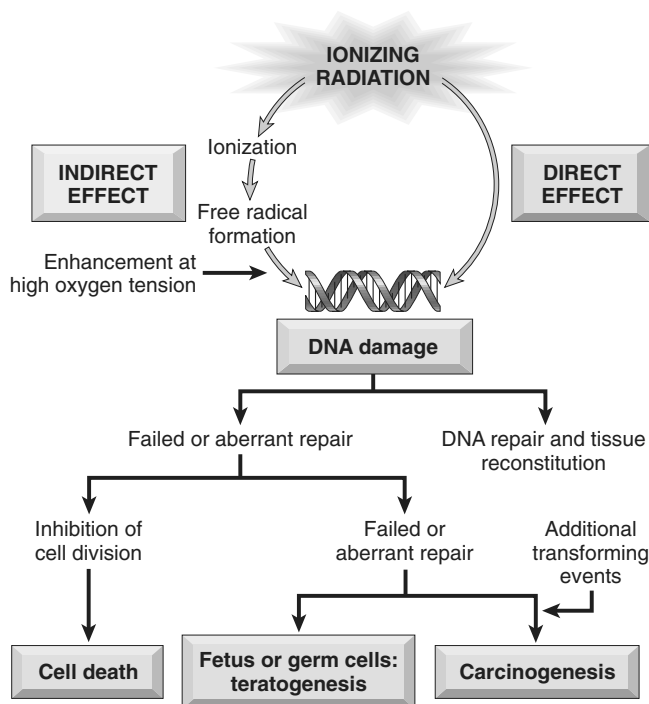 IONIZING
RADIATION
INDIRECT
EFFECT
Ionization
DIRECT
EFFECT
Free radical
formation
Enhancement at
high oxygen tension
DNA damage
Failed or aberrant repair
DNA repair and tissue
reconstitution
Inhibition of
cell division
Failed or
aberrant repair
Additional
transforming
events
Cell death
Fetus or germ cells:
teratogenesis
Carcinogenesis